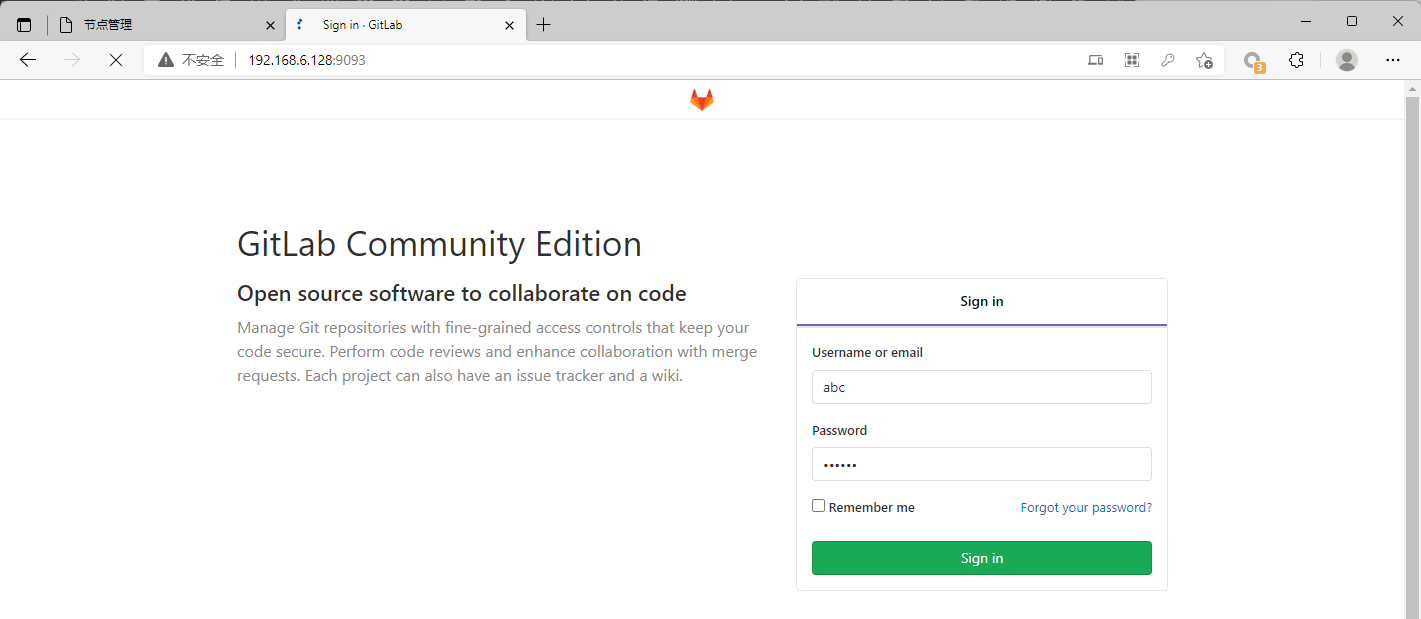 节点管理
Sign in · GitLab
不安全
192.168.6.128:9093
3
GitLab Community Edition
Open source software to collaborate on code
Manage Git repositories with fine-grained access controls that keep your
code secure. Perform code reviews and enhance collaboration with merge
requests. Each project can also have an issue tracker and a wiki.
Sign in
Username or email
abc
Password
••••••
Remember me
Forgot your password?
Sign in